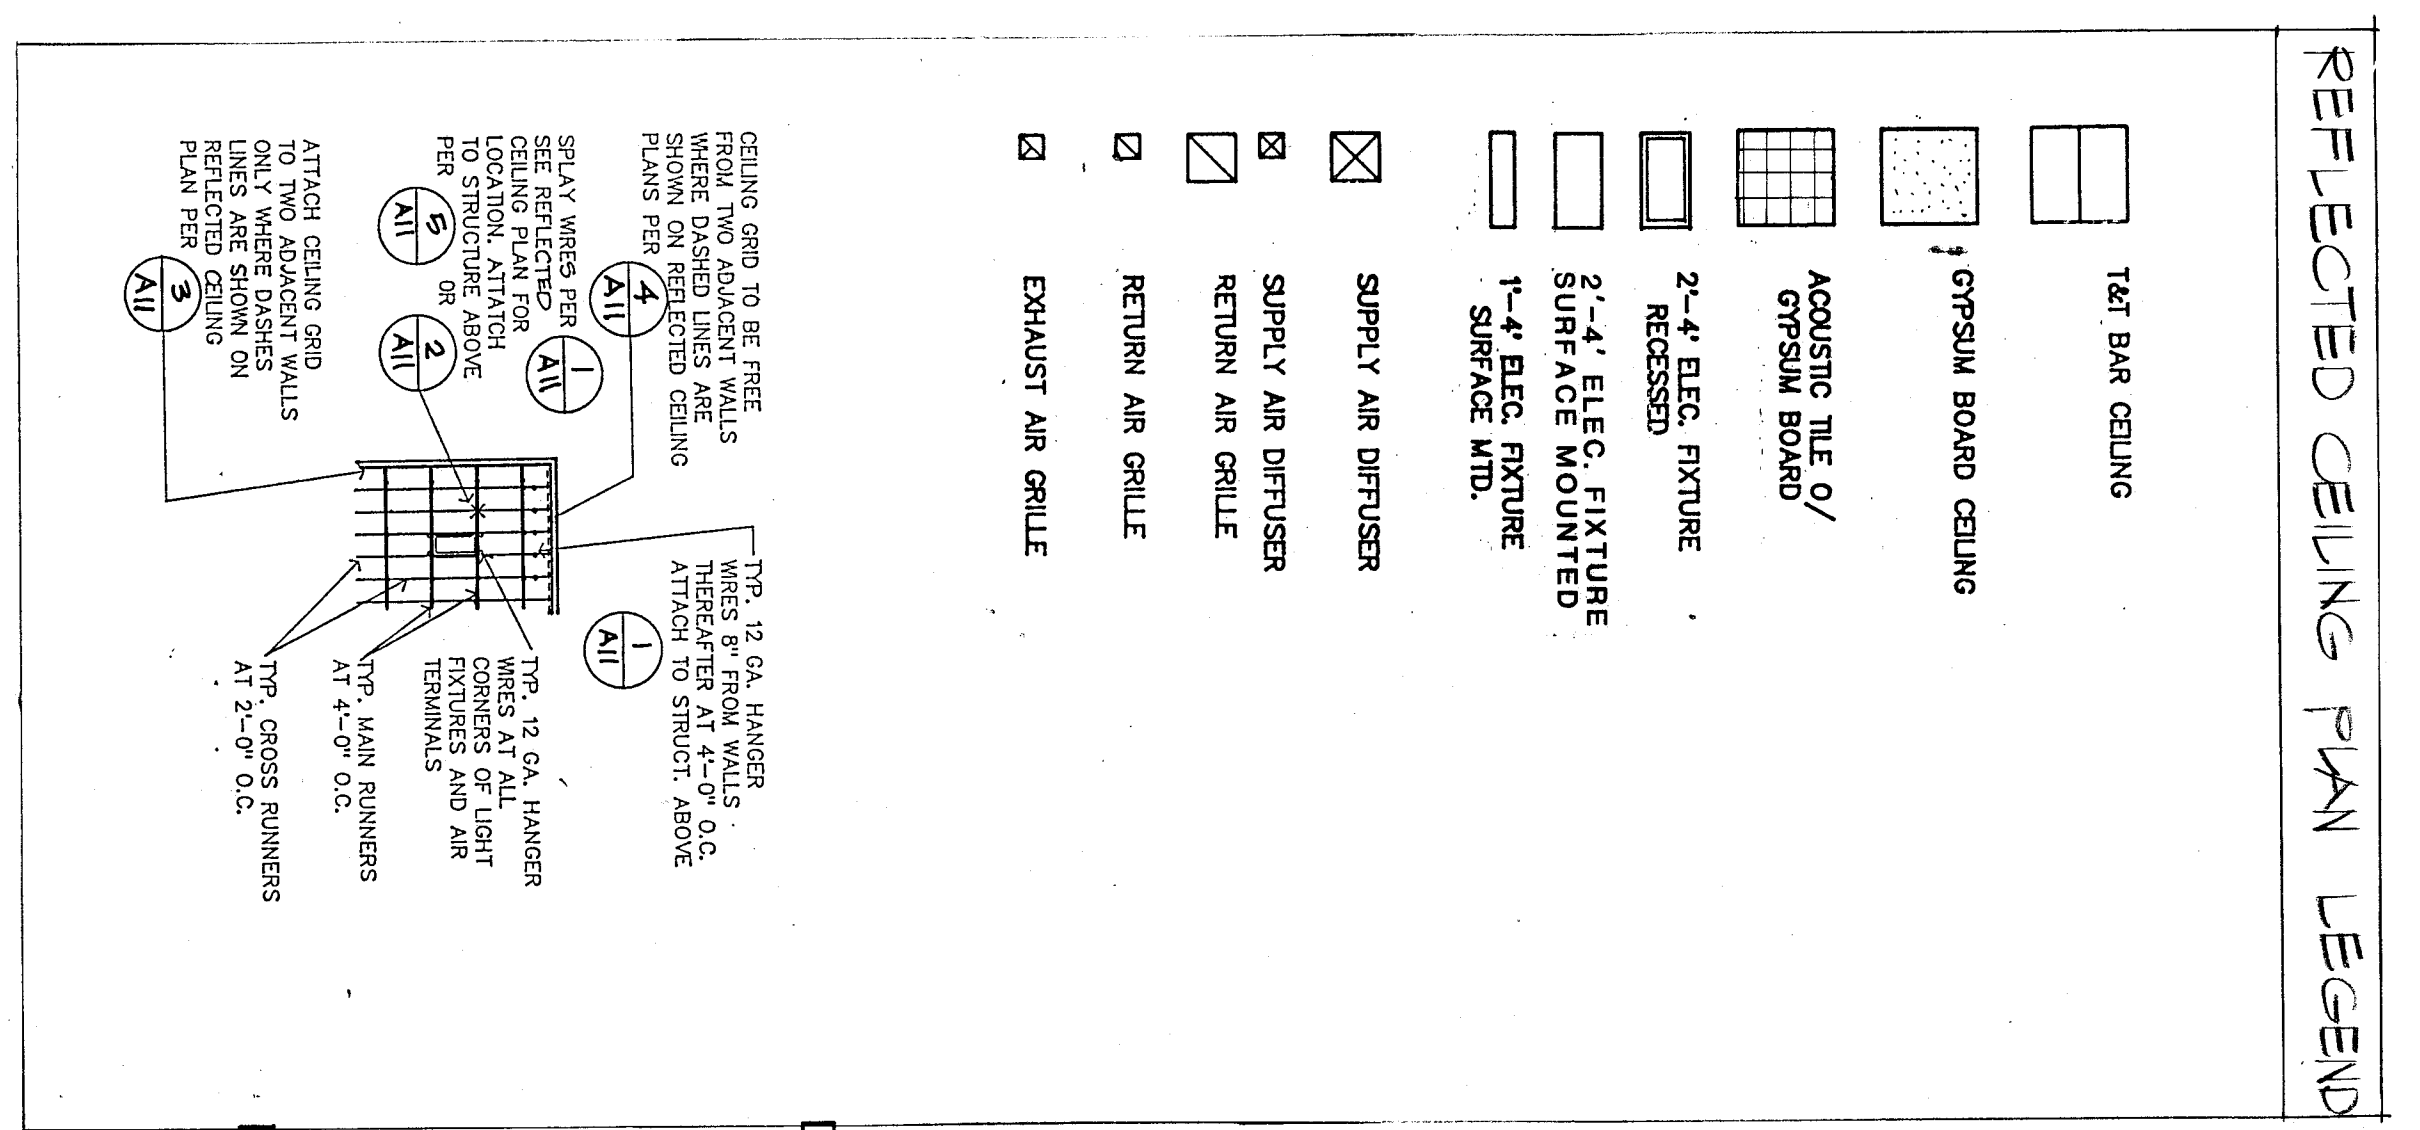 REFLECTED CEILING PLAN LEGEND
T&T BAR CEILING
GYPSUM BOARD CEILING
ACOUSTIC TILE O/
GYPSUM BOARD
2'-4' ELEC. FIXTURE
RECESSED
2'-4' ELEC. FIXTURE
SURFACE MOUNTED
1'-4' ELEC. FIXTURE
SURFACE MTD.
SUPPLY AIR DIFFUSER
SUPPLY AIR DIFFUSER
RETURN AIR GRILLE
RETURN AIR GRILLE
EXHAUST AIR GRILLE
CEILING GRID TO BE FREE
FROM TWO ADJACENT WALLS
WHERE DASHED LINES ARE
SHOWN ON REFLECTED CEILING
PLANS PER
4
A11
SPLAY WIRES PER
SEE REFLECTED
CEILING PLAN FOR
LOCATION. ATTATCH
TO STRUCTURE ABOVE
PER
1
A11
5
A11
OR
2
A11
ATTACH CEILING GRID
TO TWO ADJACENT WALLS
ONLY WHERE DASHES
LINES ARE SHOWN ON
REFLECTED CEILING
PLAN PER
3
A11
TYP. 12 GA. HANGER
WIRES 8" FROM WALLS
THEREAFTER AT 4'-0" O.C.
ATTACH TO STRUCT. ABOVE
1
A11
TYP. 12 GA. HANGER
WIRES AT ALL
CORNERS OF LIGHT
FIXTURES AND AIR
TERMINALS
TYP. MAIN RUNNERS
AT 4'-0" O.C.
TYP. CROSS RUNNERS
AT 2'-0" O.C.